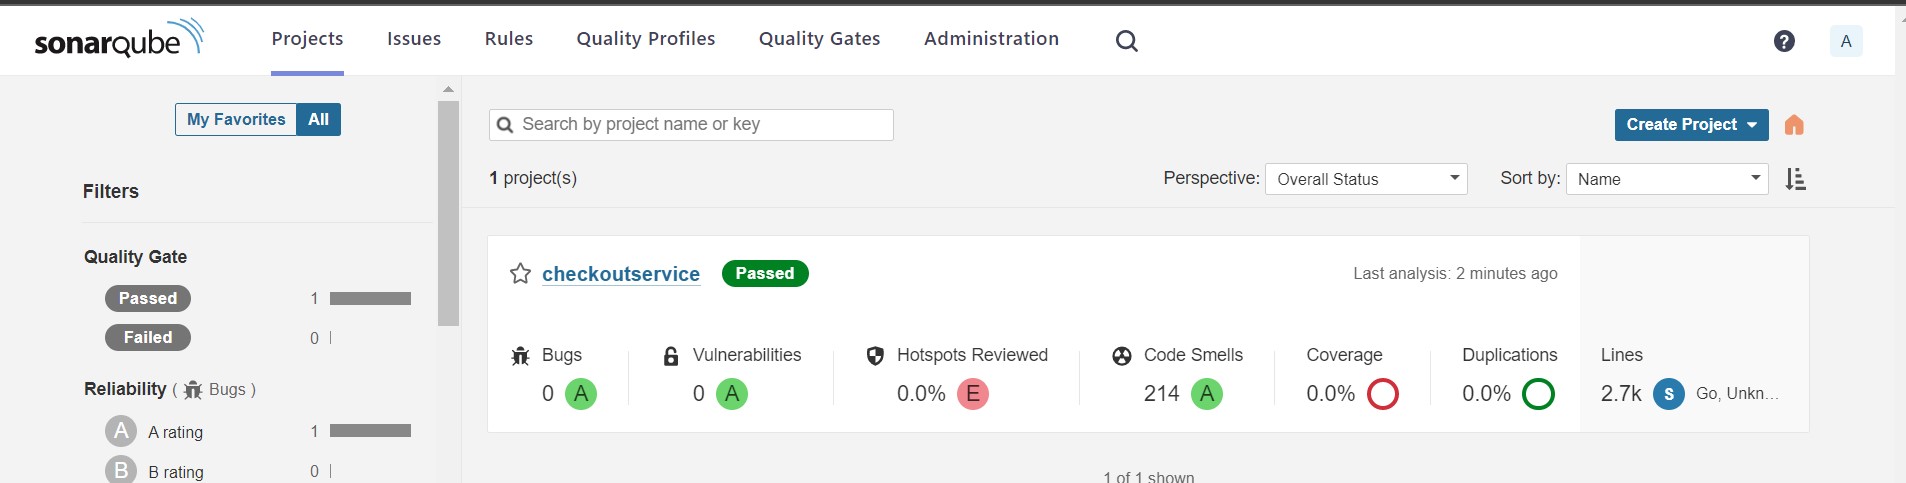 sonarqube
Projects Issues Rules Quality Profiles Quality Gates Administration
? A
My Favorites All
Filters
Quality Gate
Passed 1
Failed 0
Reliability ( Bugs )
A A rating 1
B B rating 0
Search by project name or key
Create Project
1 project(s)
Perspective: Overall Status Sort by: Name
checkoutservice Passed
Last analysis: 2 minutes ago
Bugs Vulnerabilities Hotspots Reviewed Code Smells Coverage Duplications Lines
0 A 0 A 0.0% E 214 A 0.0% 0.0% 2.7k S Go, Unkn...
1 of 1 shown